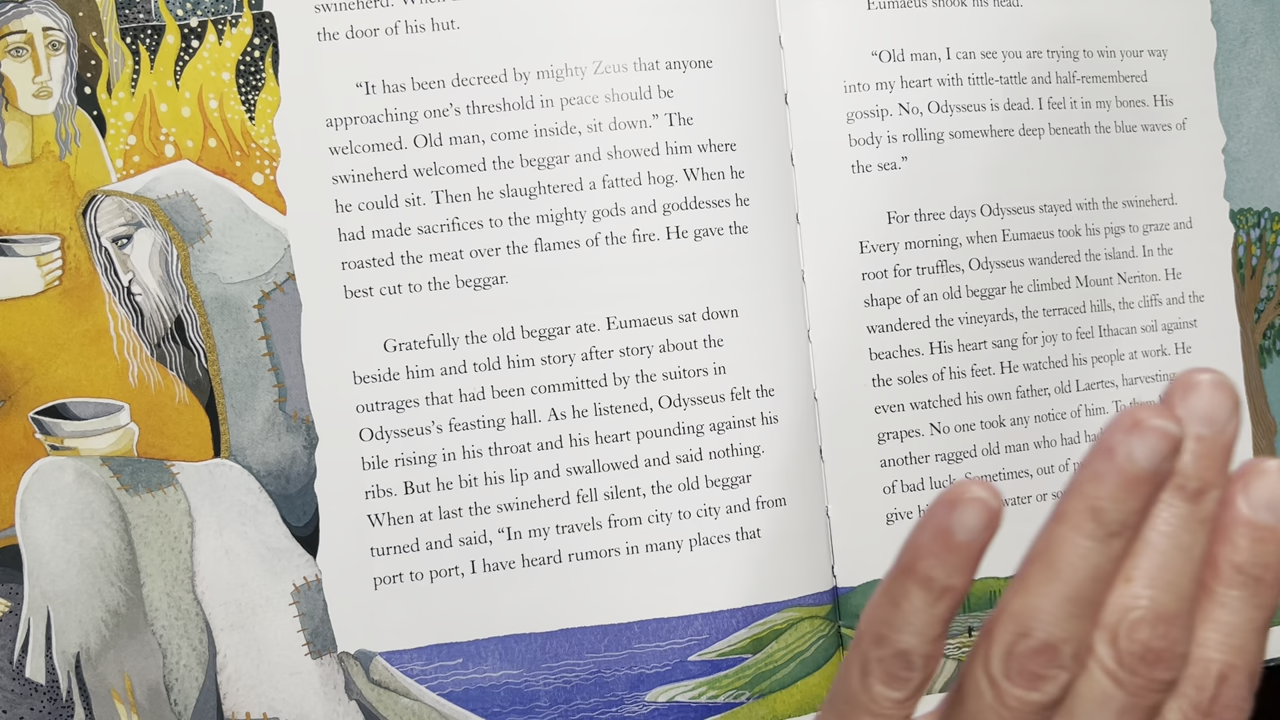 swineherd. When
the door of his hut.
“It has been decreed by mighty Zeus that anyone
approaching one’s threshold in peace should be
welcomed. Old man, come inside, sit down.” The
swineherd welcomed the beggar and showed him where
he could sit. Then he slaughtered a fatted hog. When he
had made sacrifices to the mighty gods and goddesses he
roasted the meat over the flames of the fire. He gave the
best cut to the beggar.
Gratefully the old beggar ate. Eumaeus sat down
beside him and told him story after story about the
outrages that had been committed by the suitors in
Odysseus’s feasting hall. As he listened, Odysseus felt the
bile rising in his throat and his heart pounding against his
ribs. But he bit his lip and swallowed and said nothing.
When at last the swineherd fell silent, the old beggar
turned and said, “In my travels from city to city and from
port to port, I have heard rumors in many places that
Eumaeus shook his head.
“Old man, I can see you are trying to win your way
into my heart with tittle-tattle and half-remembered
gossip. No, Odysseus is dead. I feel it in my bones. His
body is rolling somewhere deep beneath the blue waves of
the sea.”
For three days Odysseus stayed with the swineherd.
Every morning, when Eumaeus took his pigs to graze and
root for truffles, Odysseus wandered the island. In the
shape of an old beggar he climbed Mount Neriton. He
wandered the vineyards, the terraced hills, the cliffs and the
beaches. His heart sang for joy to feel Ithacan soil against
the soles of his feet. He watched his people at work. He
even watched his own father, old Laertes, harvesting
grapes. No one took any notice of him. To them
another ragged old man who had had
of bad luck. Sometimes, out of
give water or